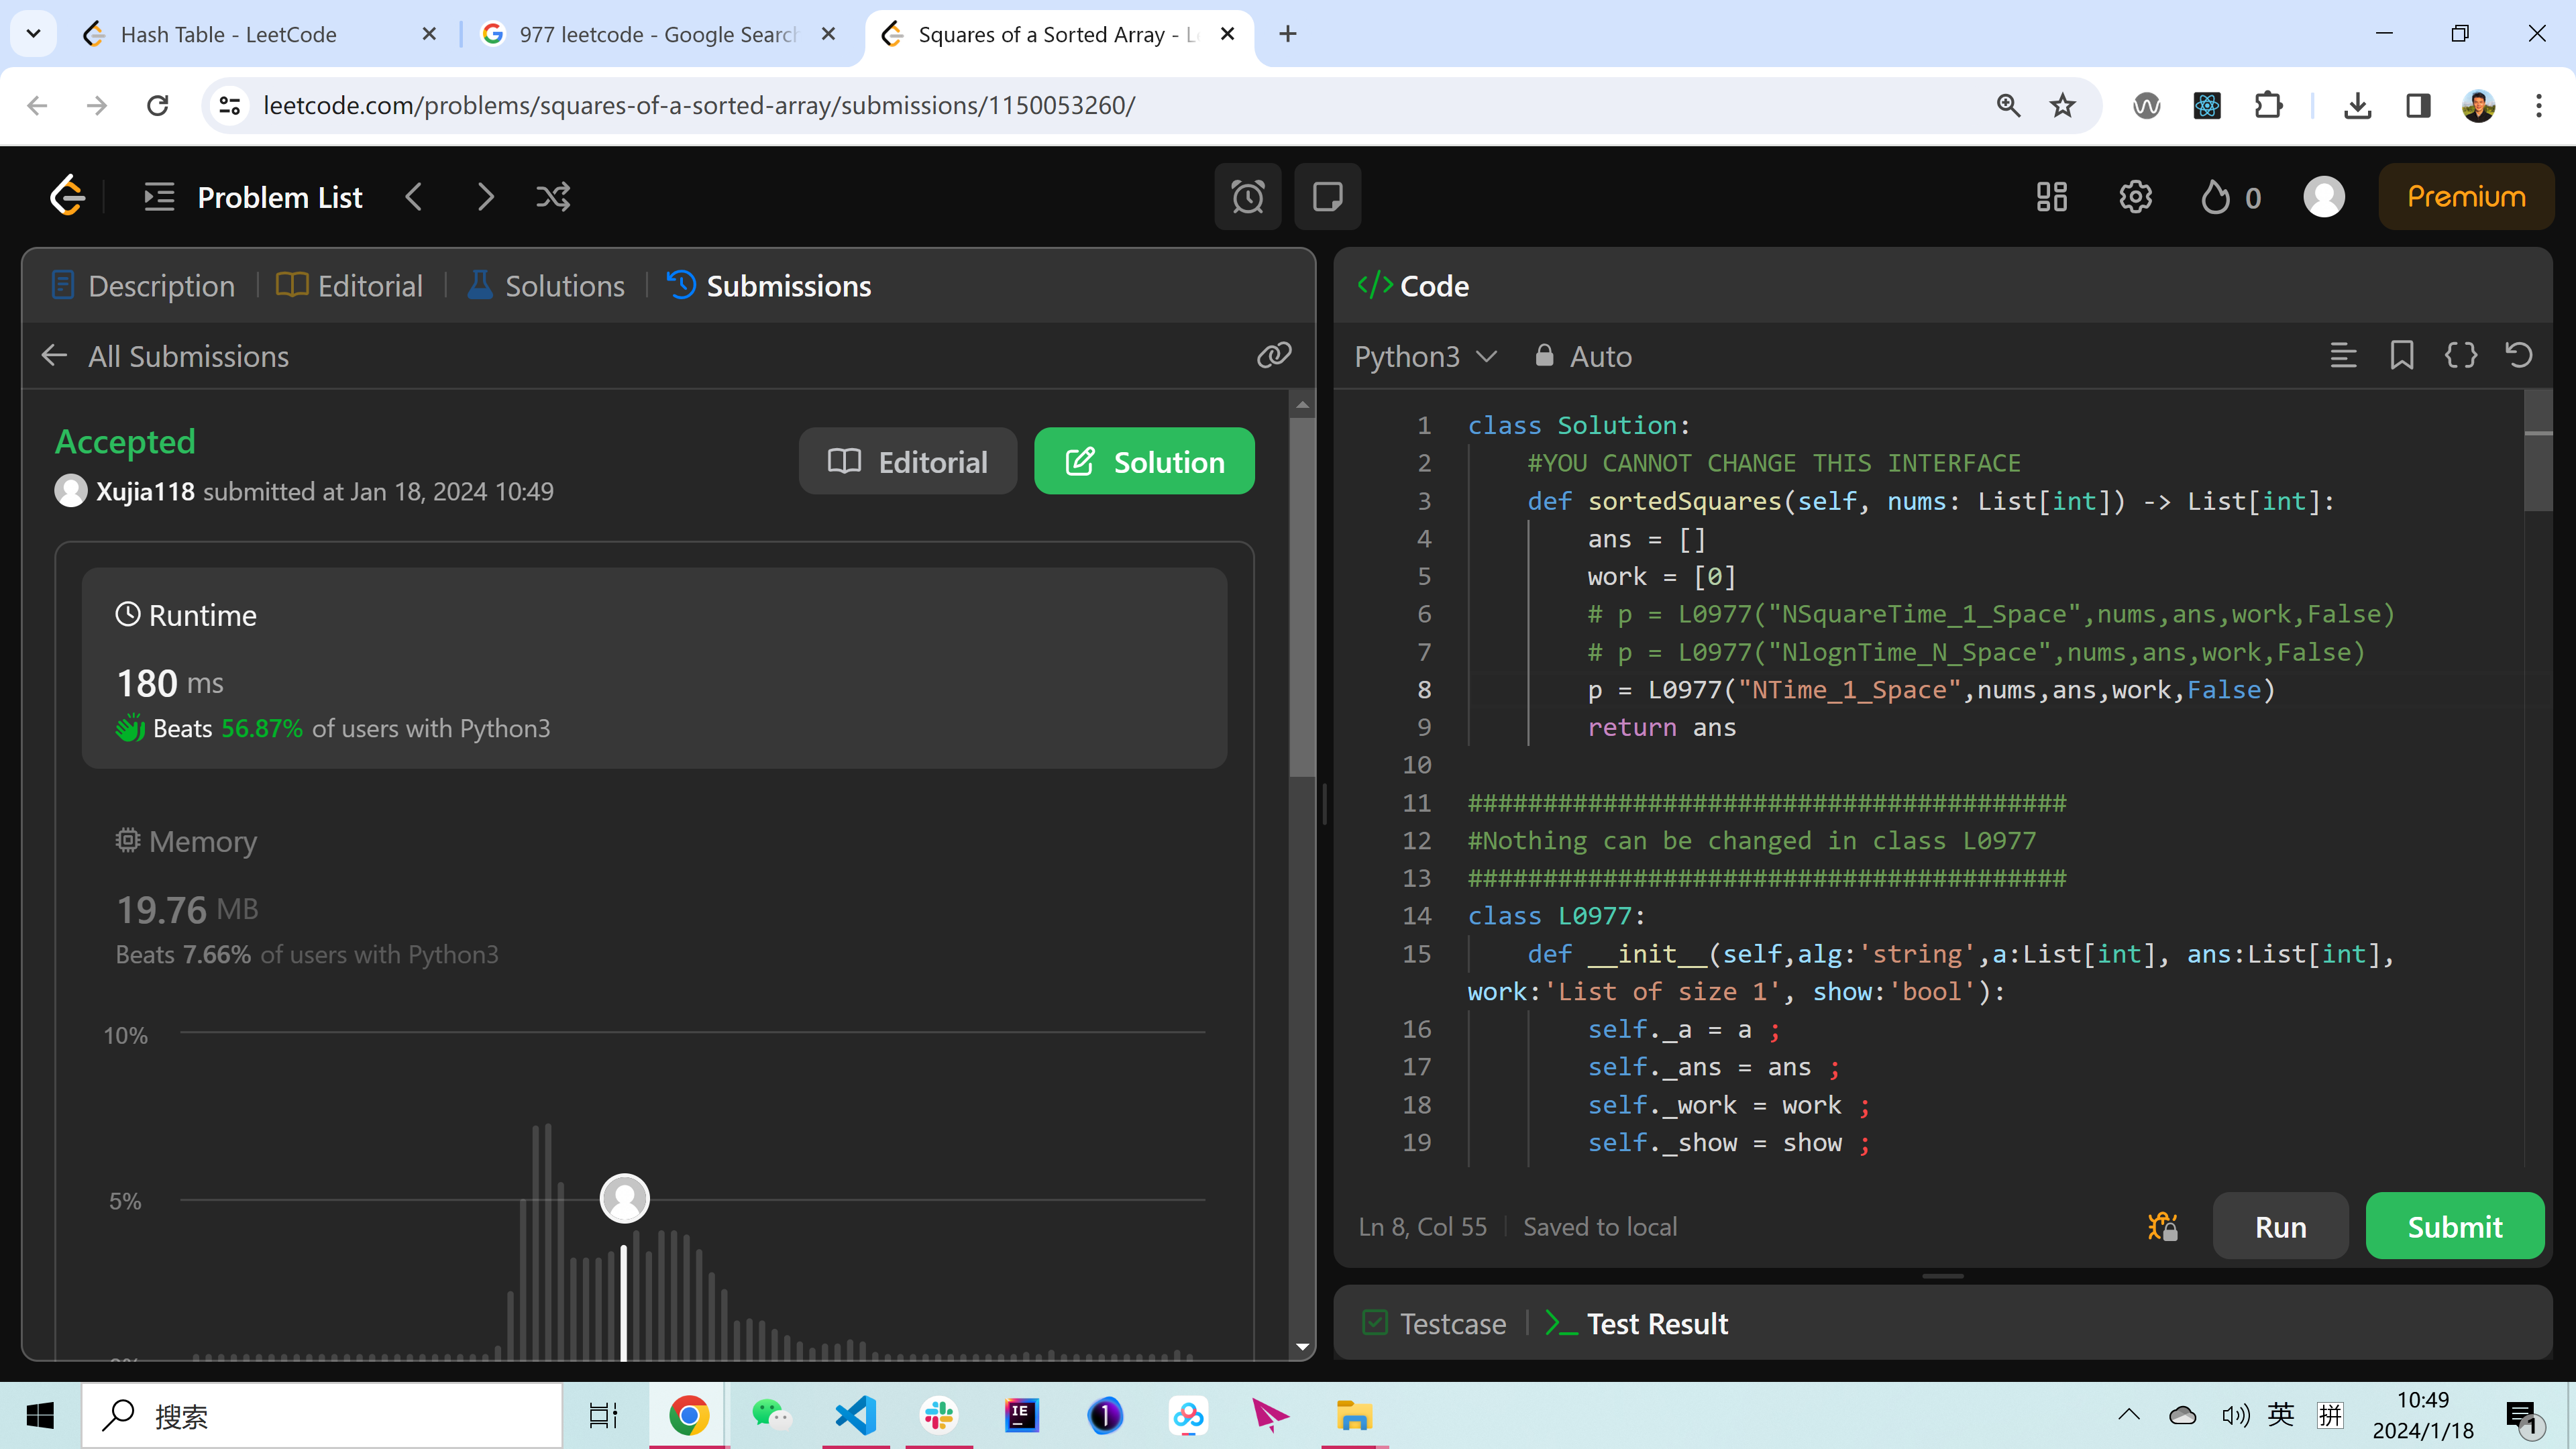 Hash Table - LeetCode
977 leetcode - Google Search
Squares of a Sorted Array - L
leetcode.com/problems/squares-of-a-sorted-array/submissions/1150053260/
Problem List
0
Premium
Description
Editorial
Solutions
Submissions
All Submissions
Accepted
Xujia118 submitted at Jan 18, 2024 10:49
Editorial
Solution
Runtime
180 ms
Beats 56.87% of users with Python3
Memory
19.76 MB
Beats 7.66% of users with Python3
10%
5%
Code
Python3
Auto
1 class Solution:
2 #YOU CANNOT CHANGE THIS INTERFACE
3 def sortedSquares(self, nums: List[int]) -> List[int]:
4 ans = []
5 work = [0]
6 # p = L0977("NSquareTime_1_Space",nums,ans,work,False)
7 # p = L0977("NlognTime_N_Space",nums,ans,work,False)
8 p = L0977("NTime_1_Space",nums,ans,work,False)
9 return ans
10
11 ########################################
12 #Nothing can be changed in class L0977
13 ########################################
14 class L0977:
15 def __init__(self,alg:'string',a:List[int], ans:List[int],
work:'List of size 1', show:'bool'):
16 self._a = a ;
17 self._ans = ans ;
18 self._work = work ;
19 self._show = show ;
Ln 8, Col 55
Saved to local
Run
Submit
Testcase
Test Result
搜索
英
拼
10:49
2024/1/18
1